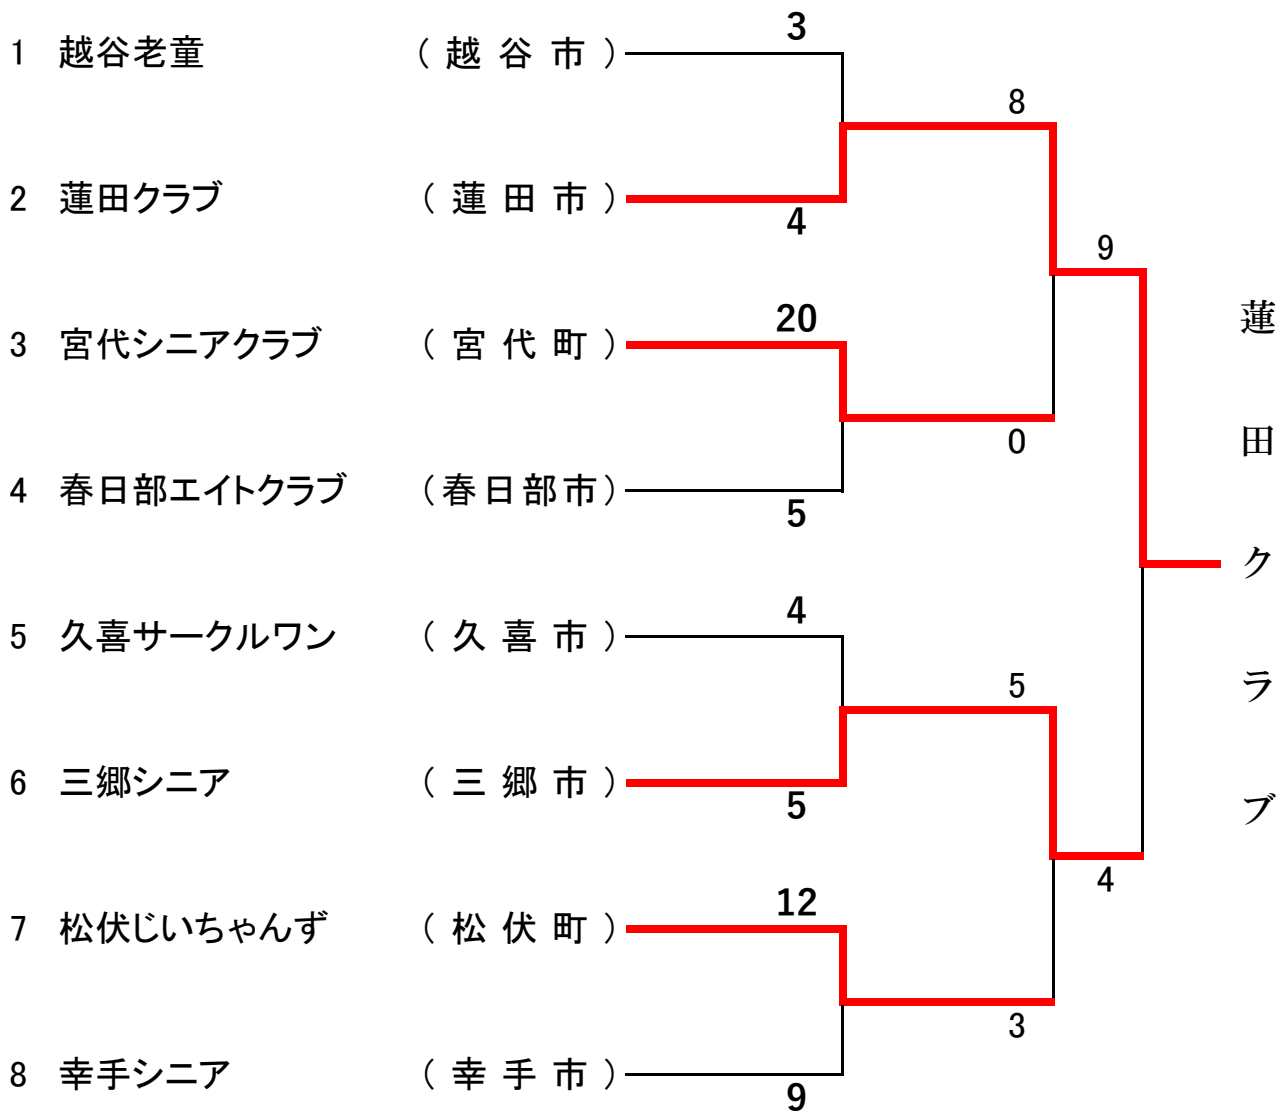 3
1 越谷老童 （ 越 谷 市 ）
8
2 蓮田クラブ （ 蓮 田 市 ）
4
9
20
3 宮代シニアクラブ （ 宮 代 町 ）
0
4 春日部エイトクラブ （ 春 日 部 市 ）
5
4
5 久喜サークルワン （ 久 喜 市 ）
5
6 三郷シニア （ 三 郷 市 ）
5
4
12
7 松伏じいちゃんず （ 松 伏 町 ）
3
8 幸手シニア （ 幸 手 市 ）
9
蓮田クラブ